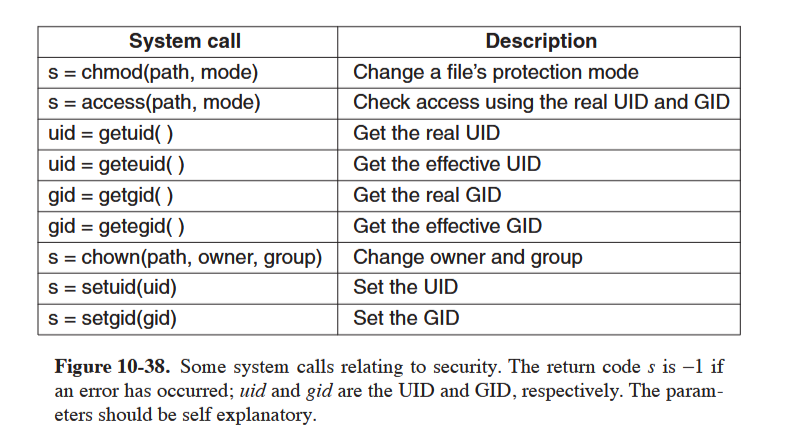 System call Description
s = chmod(path, mode) Change a file's protection mode
s = access(path, mode) Check access using the real UID and GID
uid = getuid( ) Get the real UID
uid = geteuid( ) Get the effective UID
gid = getgid( ) Get the real GID
gid = getegid( ) Get the effective GID
s = chown(path, owner, group) Change owner and group
s = setuid(uid) Set the UID
s = setgid(gid) Set the GID
Figure 10-38. Some system calls relating to security. The return code s is −1 if
an error has occurred; uid and gid are the UID and GID, respectively. The param-
eters should be self explanatory.